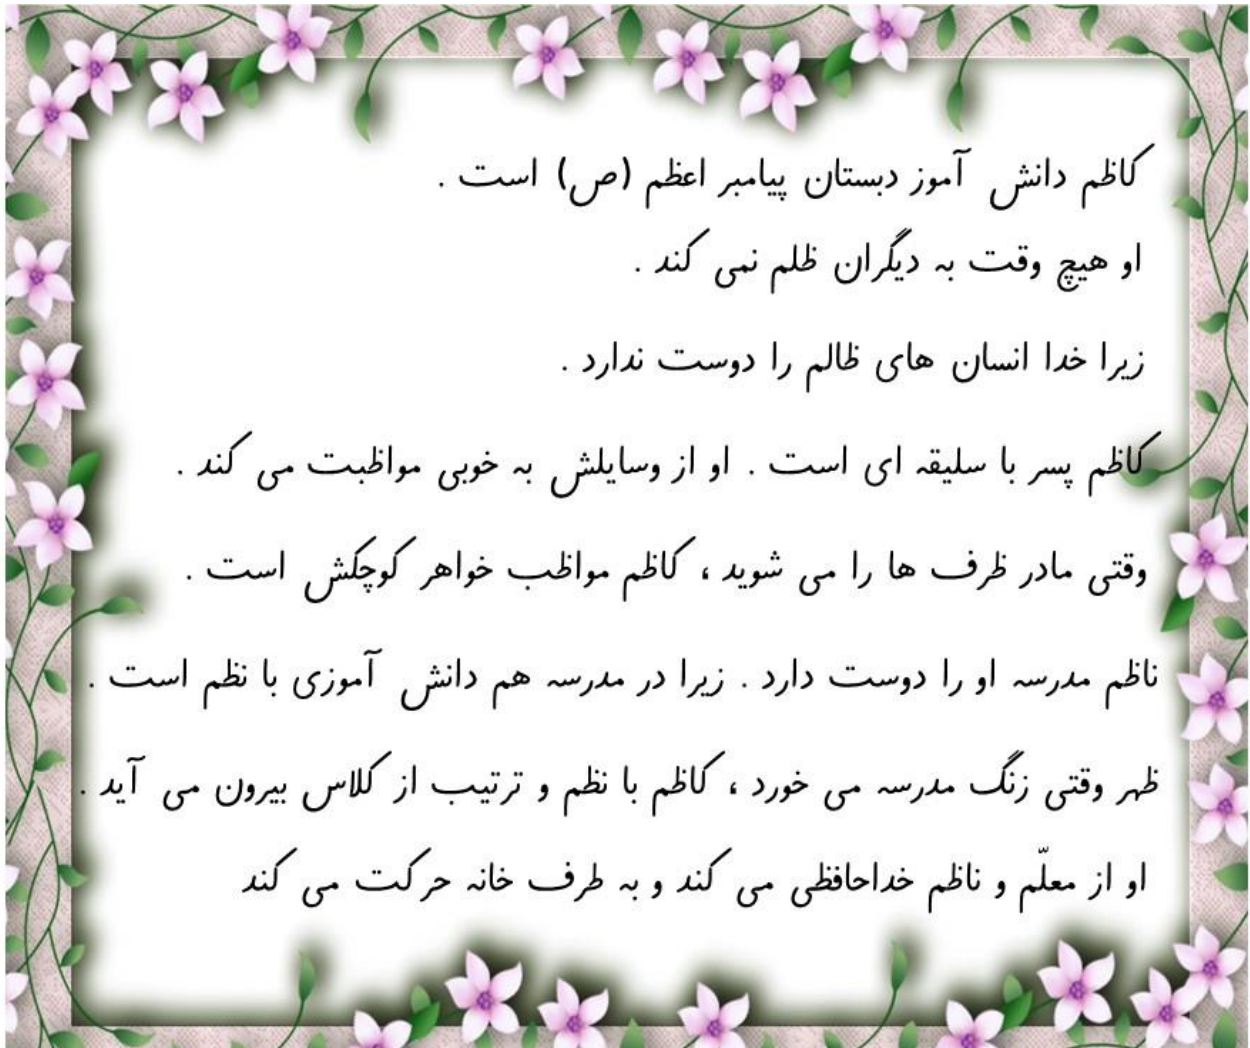 کاظم دانش آموز دبستان پیامبر اعظم (ص) است .
او هیچ وقت به دیگران ظلم نمی کند .
زیرا خدا انسان های ظالم را دوست ندارد .
کاظم پسر با سلیقه ای است . او از وسایلش به خوبی مواظبت می کند .
وقتی مادر ظرف ها را می شوید ، کاظم مواظب خواهر کوچکش است .
ناظم مدرسه او را دوست دارد . زیرا در مدرسه هم دانش آموزی با نظم است .
ظهر وقتی زنگ مدرسه می خورد ، کاظم با نظم و ترتیب از کلاس بیرون می آید .
او از معلّم و ناظم خداحافظی می کند و به طرف خانه حرکت می کند